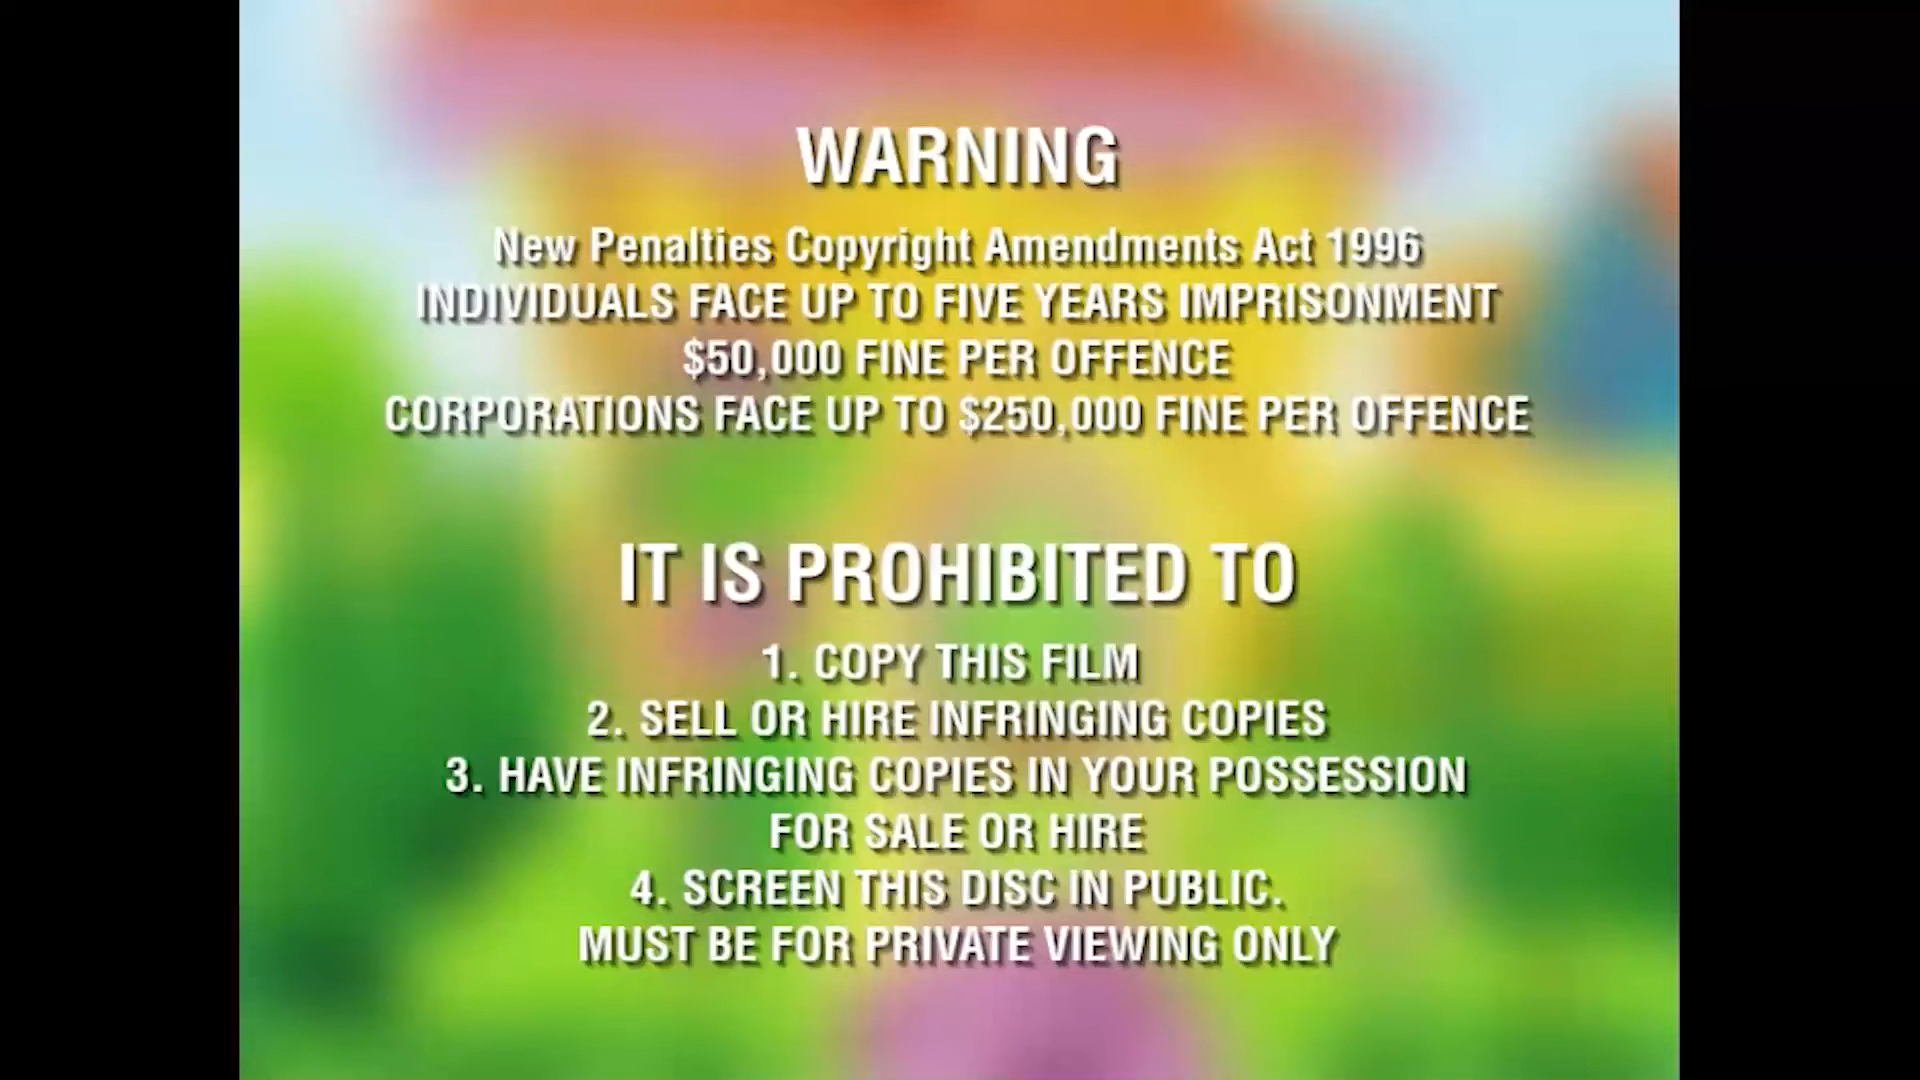 WARNING
New Penalties Copyright Amendments Act 1996
INDIVIDUALS FACE UP TO FIVE YEARS IMPRISONMENT
$50,000 FINE PER OFFENCE
CORPORATIONS FACE UP TO $250,000 FINE PER OFFENCE
IT IS PROHIBITED TO
1. COPY THIS FILM
2. SELL OR HIRE INFRINGING COPIES
3. HAVE INFRINGING COPIES IN YOUR POSSESSION
FOR SALE OR HIRE
4. SCREEN THIS DISC IN PUBLIC.
MUST BE FOR PRIVATE VIEWING ONLY